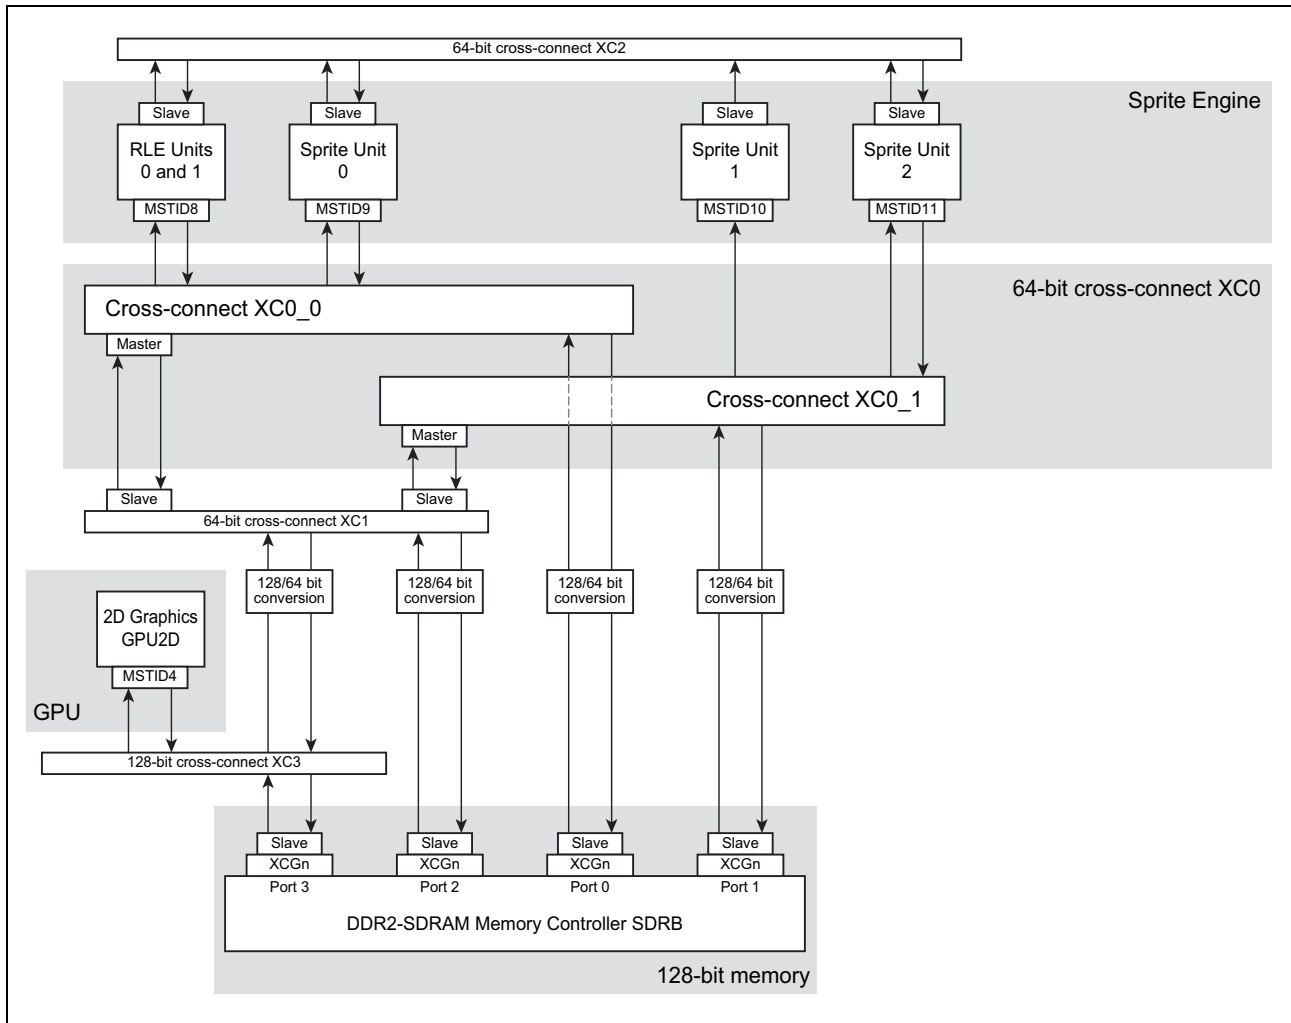 64-bit cross-connect XC2
Sprite Engine
Slave
Slave
Slave
Slave
RLE Units
0 and 1
Sprite Unit
0
Sprite Unit
1
Sprite Unit
2
MSTID8
MSTID9
MSTID10
MSTID11
64-bit cross-connect XC0
Cross-connect XC0_0
Master
Cross-connect XC0_1
Master
Slave
Slave
64-bit cross-connect XC1
128/64 bit
conversion
128/64 bit
conversion
128/64 bit
conversion
128/64 bit
conversion
2D Graphics
GPU2D
MSTID4
GPU
128-bit cross-connect XC3
Slave
Slave
Slave
Slave
XCGn
XCGn
XCGn
XCGn
Port 3
Port 2
Port 0
Port 1
DDR2-SDRAM Memory Controller SDRB
128-bit memory